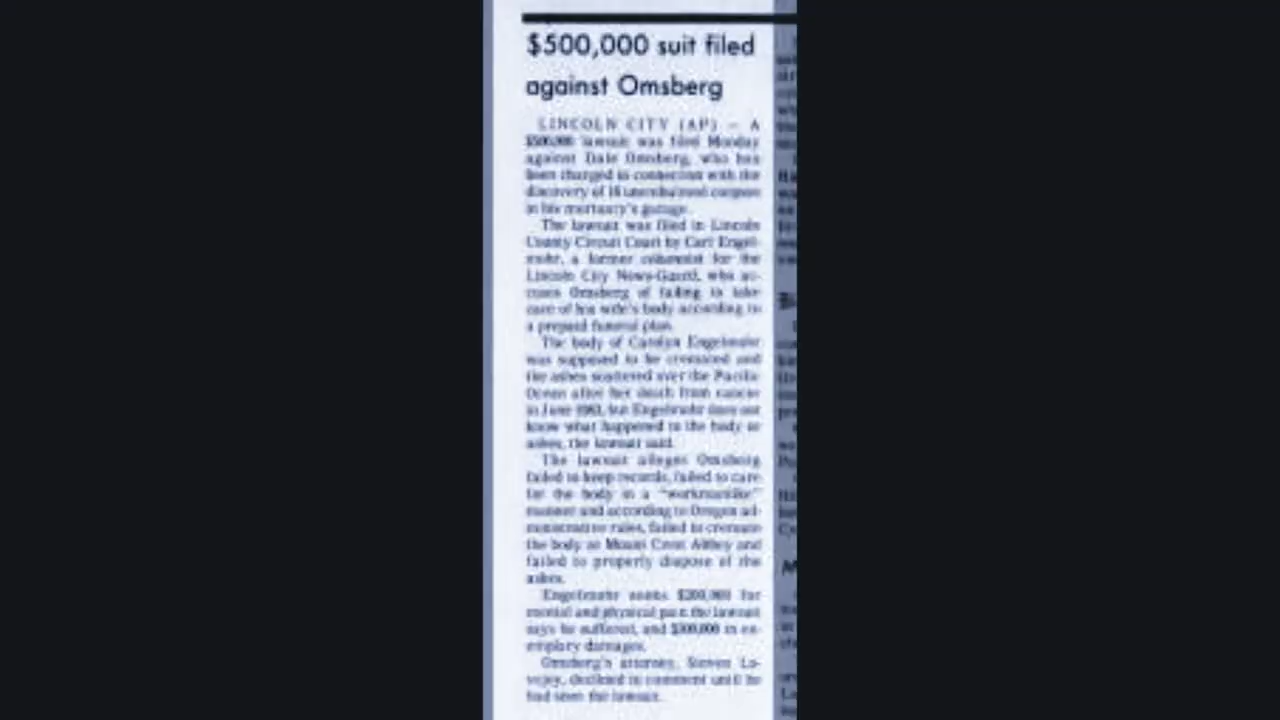 $500,000 suit filed
against Omsberg
LINCOLN CITY (AP) – A
$500,000 lawsuit was filed Monday
against Dale Omsberg, who has
been charged in connection with the
discovery of 18 unembalmed corpses
in his mortuary's garage.
The lawsuit was filed in Lincoln
County Circuit Court by Carl Engel-
mohr, a former columnist for the
Lincoln City News-Guard, who ac-
cuses Omsberg of failing to take
care of his wife's body according to
a prepaid funeral plan.
The body of Carolyn Engelmohr
was supposed to be cremated and
the ashes scattered over the Pacific
Ocean after her death from cancer
in June 1983, but Engelmohr does not
know what happened to the body or
ashes, the lawsuit said.
The lawsuit alleges Omsberg
failed to keep records, failed to care
for the body in a "workmanlike"
manner and according to Oregon ad-
ministrative rules, failed to cremate
the body at Mount Crest Abbey and
failed to properly dispose of the
ashes.
Engelmohr seeks $200,000 for
mental and physical pain the lawsuit
says he suffered, and $300,000 in ex-
emplary damages.
Omsberg's attorney, Steven Lo-
vejoy, declined to comment until he
had seen the lawsuit.